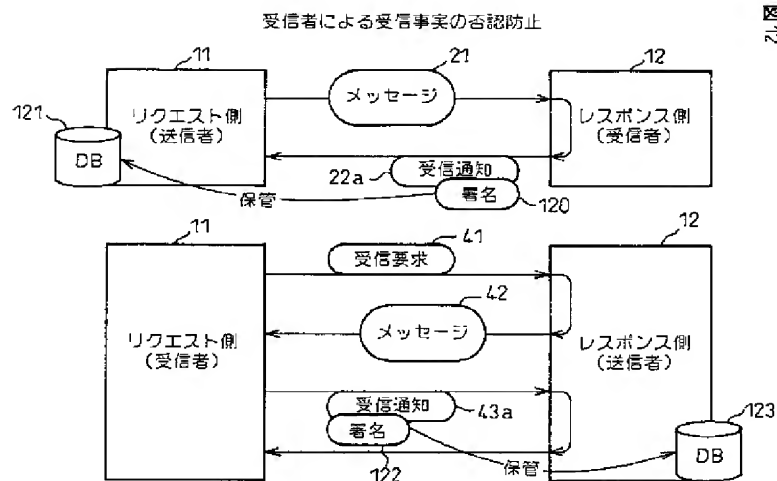 受信者による受信事実の否認防止
図
11
21
12
121
メッセージ
リクエスト側
(送信者)
レスポンス側
(受信者)
DB
受信通知
22a
保管
署名
120
11
41
12
受信要求
42
メッセージ
リクエスト側
(受信者)
レスポンス側
(送信者)
受信通知
43a
123
署名
122
保管
DB